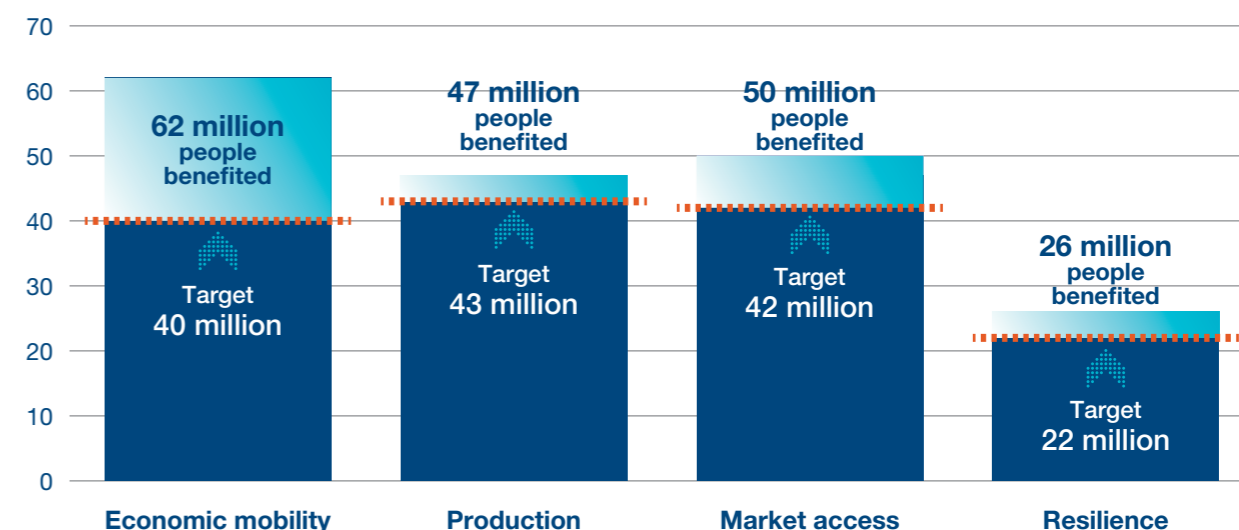 70
60
50
40
30
20
10
0
62 million
people
benefited
Target
40 million
47 million
people
benefited
Target
43 million
50 million
people
benefited
Target
42 million
26 million
people
benefited
Target
22 million
Economic mobility
Production
Market access
Resilience